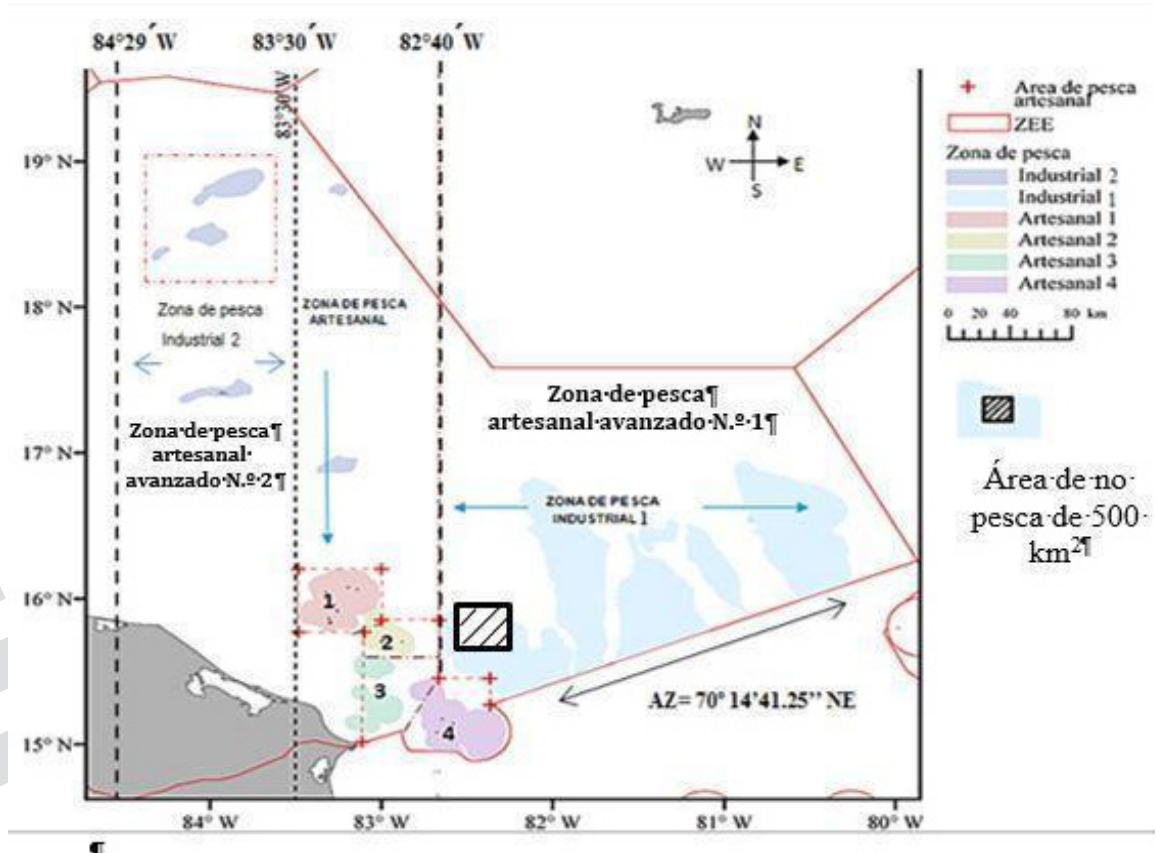 84°29 ́W
83°30 ́W
82°40 ́W
83°30'W
19° N
18° N
17° N
16° N
15° N
84° W
83° W
82° W
81° W
80° W
N
W
E
S
Zona de pesca
Industrial 2
Zona·de·pesca¶
artesanal·
avanzado·N.º·2¶
ZONA DE PESCA
ARTESANAL
Zona·de·pesca¶
artesanal·avanzado·N.º·1¶
ZONA DE PESCA
INDUSTRIAL 1
1
2
3
4
AZ= 70° 14'41.25’’ NE
Area de pesca
artesanal
ZEE
Zona de pesca
Industrial 2
Industrial 1
Artesanal 1
Artesanal 2
Artesanal 3
Artesanal 4
0 20 40 80 km
Área·de·no·
pesca·de·500·
km²¶
¶